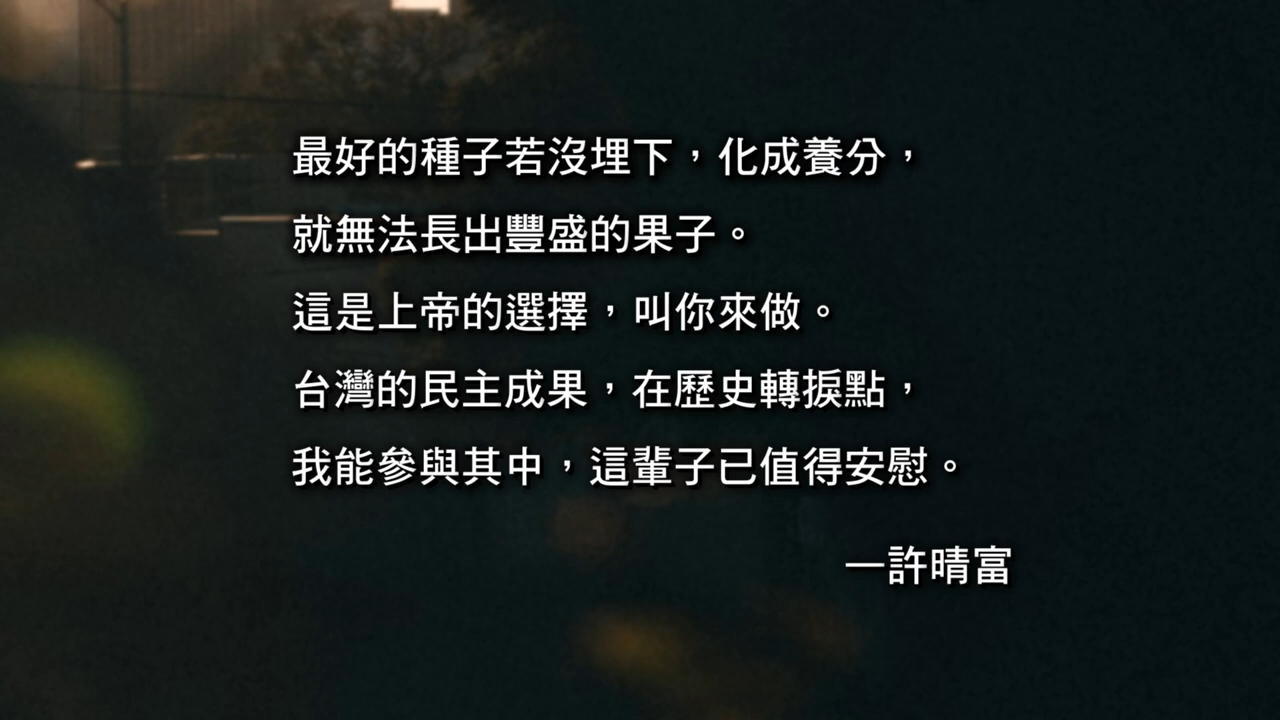 最好的種子若沒埋下，化成養分，
就無法長出豐盛的果子。
這是上帝的選擇，叫你來做。
台灣的民主成果，在歷史轉捩點，
我能參與其中，這輩子已值得安慰。
—許晴富